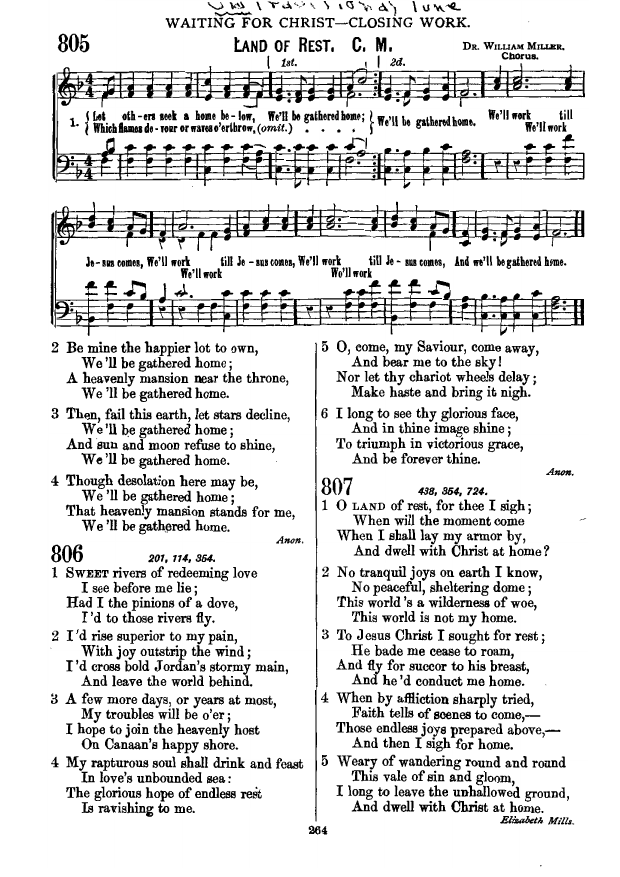 Traditional Tune
WAITING FOR CHRIST—CLOSING WORK.
805 LAND OF REST. C. M. DR. WILLIAM MILLER.
1st. 2d. Chorus.
1. { Let oth-ers seek a home be-low, We'll be gathered home; } We'll be gathered home. We'll work till
{ Which flames de-vour or waves o'erthrow, (omit.) . . . . } We'll work
Je-sus comes, We'll work till Je-sus comes, We'll work till Je-sus comes, And we'll be gathered home.
We'll work We'll work
2 Be mine the happier lot to own,
We 'll be gathered home;
A heavenly mansion near the throne,
We 'll be gathered home.
3 Then, fail this earth, let stars decline,
We 'll be gathered home;
And sun and moon refuse to shine,
We 'll be gathered home.
4 Though desolation here may be,
We 'll be gathered home;
That heavenly mansion stands for me,
We 'll be gathered home.
Anon.
806
201, 114, 354.
1 SWEET rivers of redeeming love
I see before me lie;
Had I the pinions of a dove,
I 'd to those rivers fly.
2 I 'd rise superior to my pain,
With joy outstrip the wind;
I 'd cross bold Jordan's stormy main,
And leave the world behind.
3 A few more days, or years at most,
My troubles will be o'er;
I hope to join the heavenly host
On Canaan's happy shore.
4 My rapturous soul shall drink and feast
In love's unbounded sea:
The glorious hope of endless rest
Is ravishing to me.
5 O, come, my Saviour, come away,
And bear me to the sky!
Nor let thy chariot wheels delay;
Make haste and bring it nigh.
6 I long to see thy glorious face,
And in thine image shine;
To triumph in victorious grace,
And be forever thine.
Anon.
807
438, 354, 724.
1 O LAND of rest, for thee I sigh;
When will the moment come
When I shall lay my armor by,
And dwell with Christ at home?
2 No tranquil joys on earth I know,
No peaceful, sheltering dome;
This world 's a wilderness of woe,
This world is not my home.
3 To Jesus Christ I sought for rest;
He bade me cease to roam,
And fly for succor to his breast,
And he 'd conduct me home.
4 When by affliction sharply tried,
Faith tells of scenes to come,—
Those endless joys prepared above,—
And then I sigh for home.
5 Weary of wandering round and round
This vale of sin and gloom,
I long to leave the unhallowed ground,
And dwell with Christ at home.
Elizabeth Mills.
264